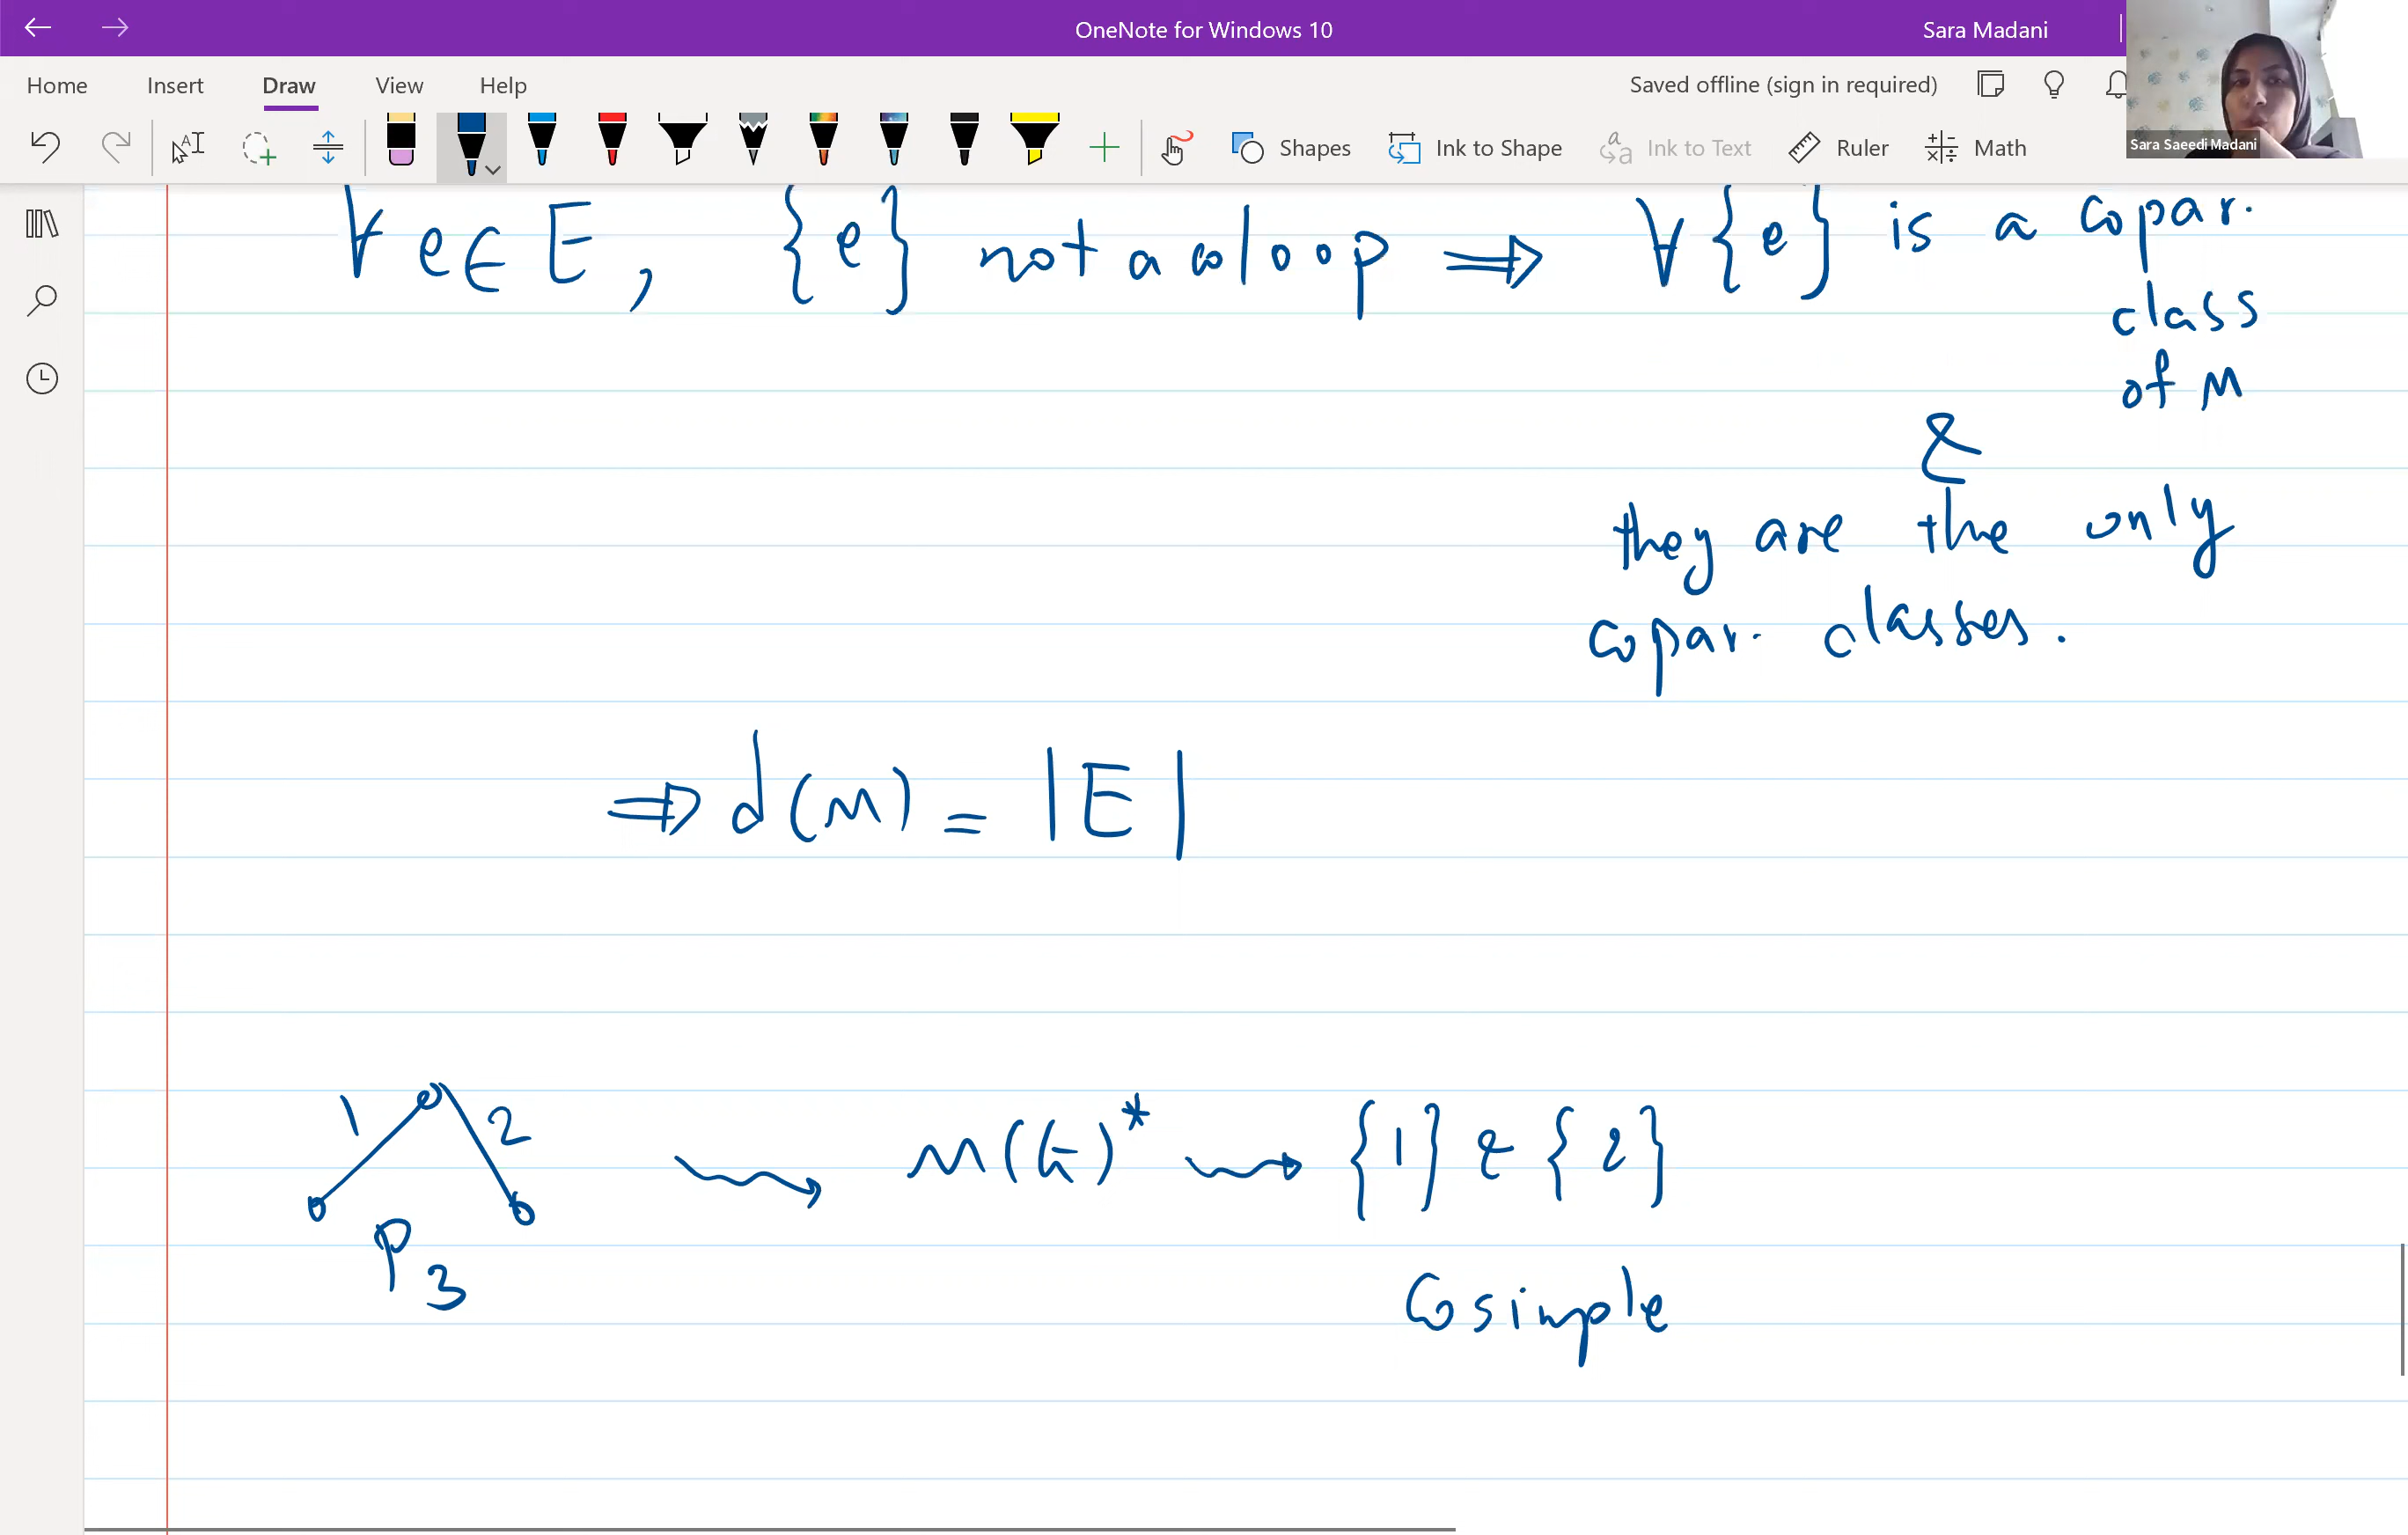 OneNote for Windows 10
Sara Madani
Home Insert Draw View Help
Saved offline (sign in required)
Shapes Ink to Shape Ink to Text Ruler Math
Sara Saeedi Madani
∀ e ∈ E, {e} not a coloop ⇒ ∀ {e} is a copar.
class
of M
&
they are the only
copar. classes.
⇒ d(M) = |E|
1 2
P3
M(G)* {1} & {2}
Cosimple